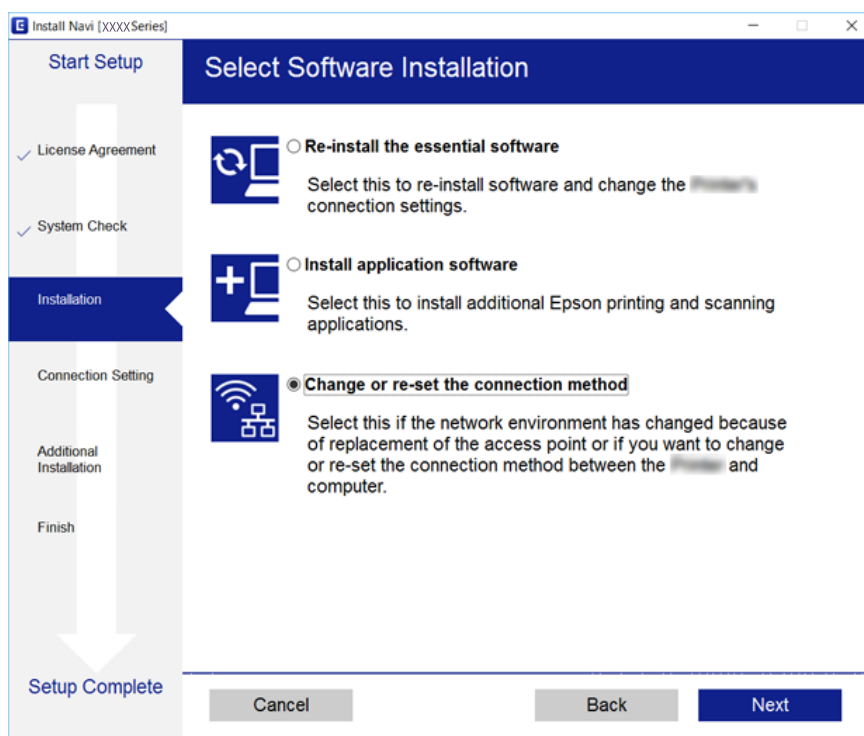 Install Navi [XXXXSeries]
Start Setup
License Agreement
System Check
Installation
Connection Setting
Additional
Installation
Finish
Setup Complete
Select Software Installation
Re-install the essential software
Select this to re-install software and change the
connection settings.
Install application software
Select this to install additional Epson printing and scanning
applications.
Change or re-set the connection method
Select this if the network environment has changed because
of replacement of the access point or if you want to change
or re-set the connection method between the and
computer.
Cancel
Back
Next